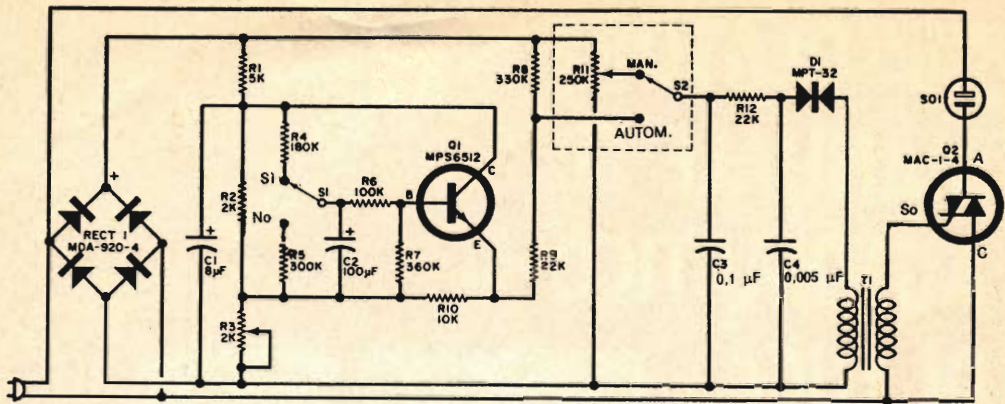 R1
5K
R8
330K
R11
250K
MAN.
S2
AUTOM.
D1
MPT-32
SO1
R12
22K
Q2
MAC-1-4
A
So
C
R4
180K
Q1
MPS6512
C
B
E
Sì
S1
R6
100K
R2
2K
No
+
RECT 1
MDA-920-4
+
C1
8µF
R5
300K
+
C2
100µF
R7
360K
R9
22K
R10
10K
C3
0,1 µF
C4
0,005 µF
T1
R3
2K